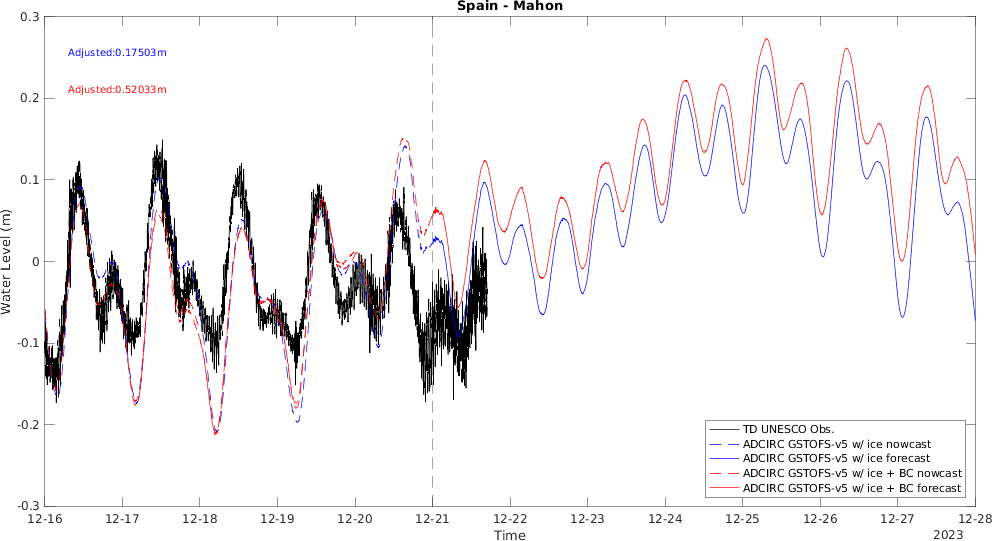 Spain - Mahon
0.3
0.2
0.1
0
-0.1
-0.2
-0.3
Water Level (m)
Adjusted:0.17503m
Adjusted:0.52033m
TD UNESCO Obs.
ADCIRC GSTOFS-v5 w/ ice nowcast
ADCIRC GSTOFS-v5 w/ ice forecast
ADCIRC GSTOFS-v5 w/ ice + BC nowcast
ADCIRC GSTOFS-v5 w/ ice + BC forecast
12-16 12-17 12-18 12-19 12-20 12-21 12-22 12-23 12-24 12-25 12-26 12-27 12-28
Time
2023